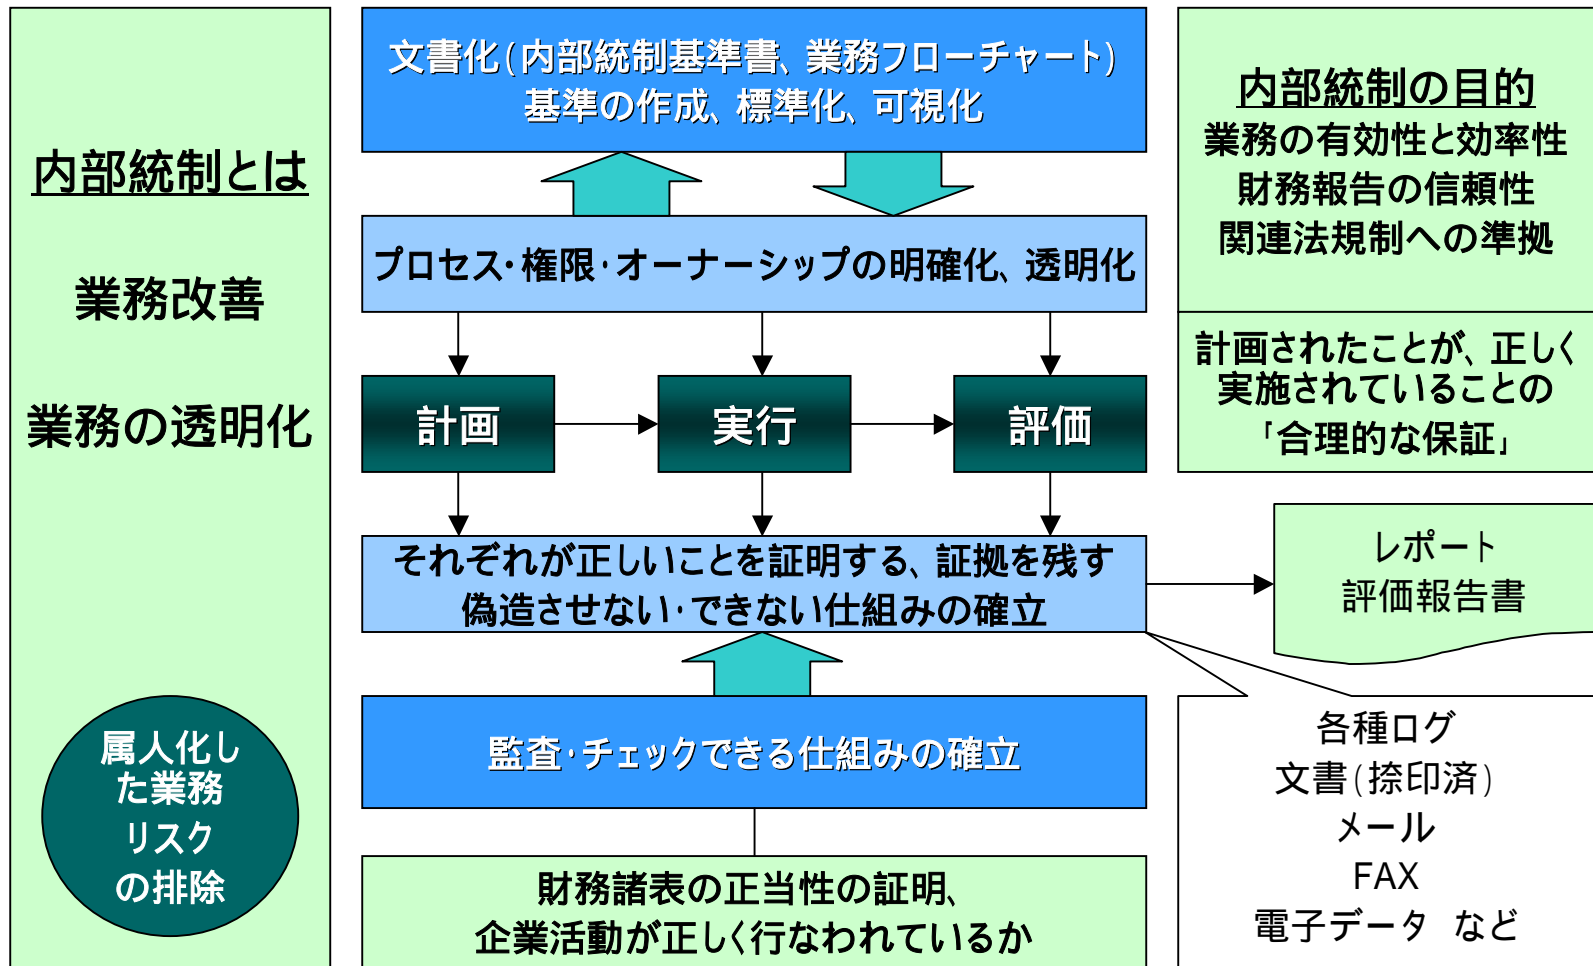 内部統制とは
業務改善
業務の透明化
属人化し
た業務
リスク
の排除
文書化(内部統制基準書、業務フローチャート)
基準の作成、標準化、可視化
プロセス・権限・オーナーシップの明確化、透明化
計画
実行
評価
それぞれが正しいことを証明する、証拠を残す
偽造させない・できない仕組みの確立
監査・チェックできる仕組みの確立
財務諸表の正当性の証明、
企業活動が正しく行なわれているか
内部統制の目的
業務の有効性と効率性
財務報告の信頼性
関連法規制への準拠
計画されたことが、正しく
実施されていることの
「合理的な保証」
レポート
評価報告書
各種ログ
文書(捺印済)
メール
FAX
電子データ など